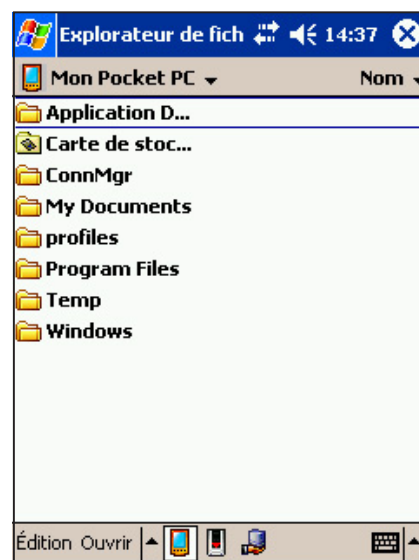 Explorateur de fich 14:37
Mon Pocket PC Nom
Application D...
Carte de stoc...
ConnMgr
My Documents
profiles
Program Files
Temp
Windows
Édition Ouvrir